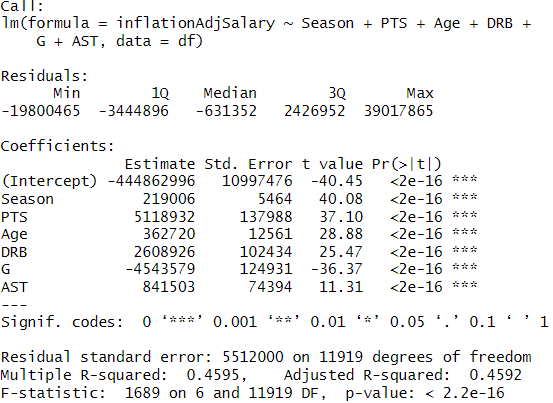 Call:
lm(formula = inflationAdjSalary ~ Season + PTS + Age + DRB +
    G + AST, data = df)
Residuals:
      Min        1Q    Median        3Q       Max
-19800465  -3444896   -631352   2426952  39017865
Coefficients:
              Estimate Std. Error t value Pr(>|t|)
(Intercept) -444862996   10997476  -40.45   <2e-16 ***
Season          219006       5464   40.08   <2e-16 ***
PTS            5118932     137988   37.10   <2e-16 ***
Age             362720      12561   28.88   <2e-16 ***
DRB            2608926     102434   25.47   <2e-16 ***
G             -4543579     124931  -36.37   <2e-16 ***
AST             841503      74394   11.31   <2e-16 ***
---
Signif. codes:  0 ‘***’ 0.001 ‘**’ 0.01 ‘*’ 0.05 ‘.’ 0.1 ‘ ’ 1
Residual standard error: 5512000 on 11919 degrees of freedom
Multiple R-squared:  0.4595,    Adjusted R-squared:  0.4592
F-statistic:  1689 on 6 and 11919 DF,  p-value: < 2.2e-16